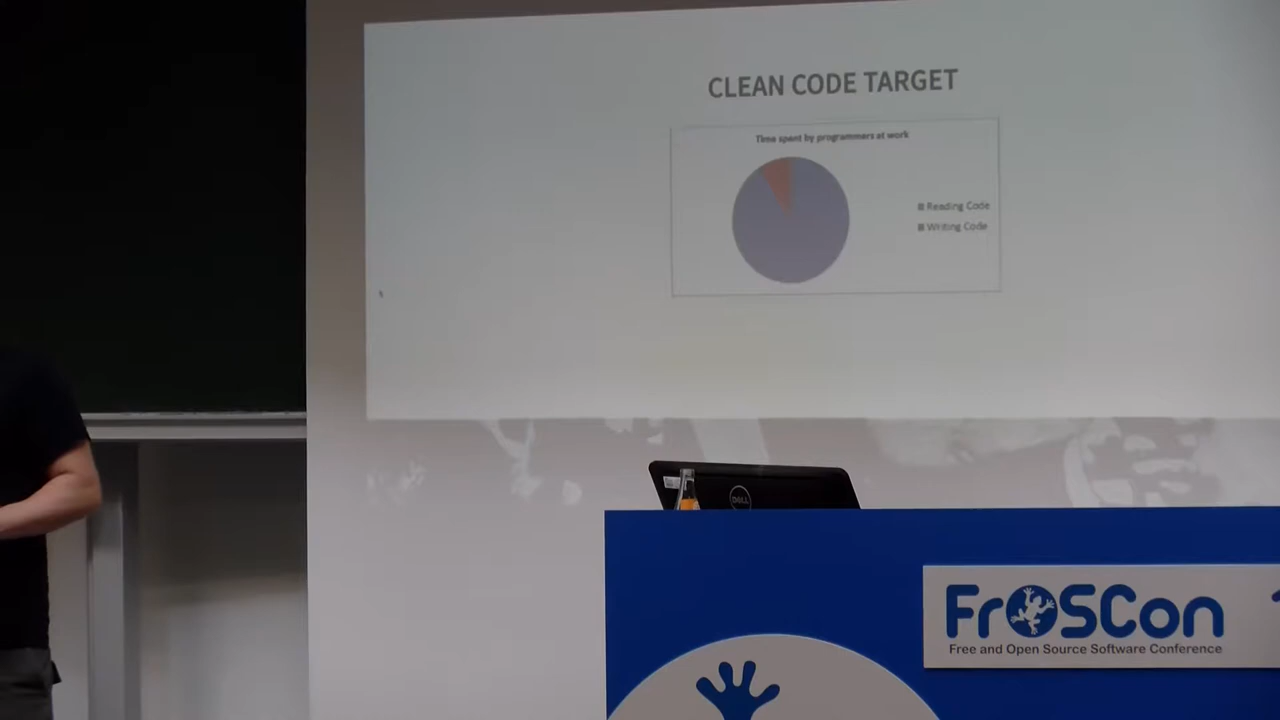 CLEAN CODE TARGET
Time spent by programmers at work
Reading Code
Writing Code
DELL
FrOSCon
Free and Open Source Software Conference